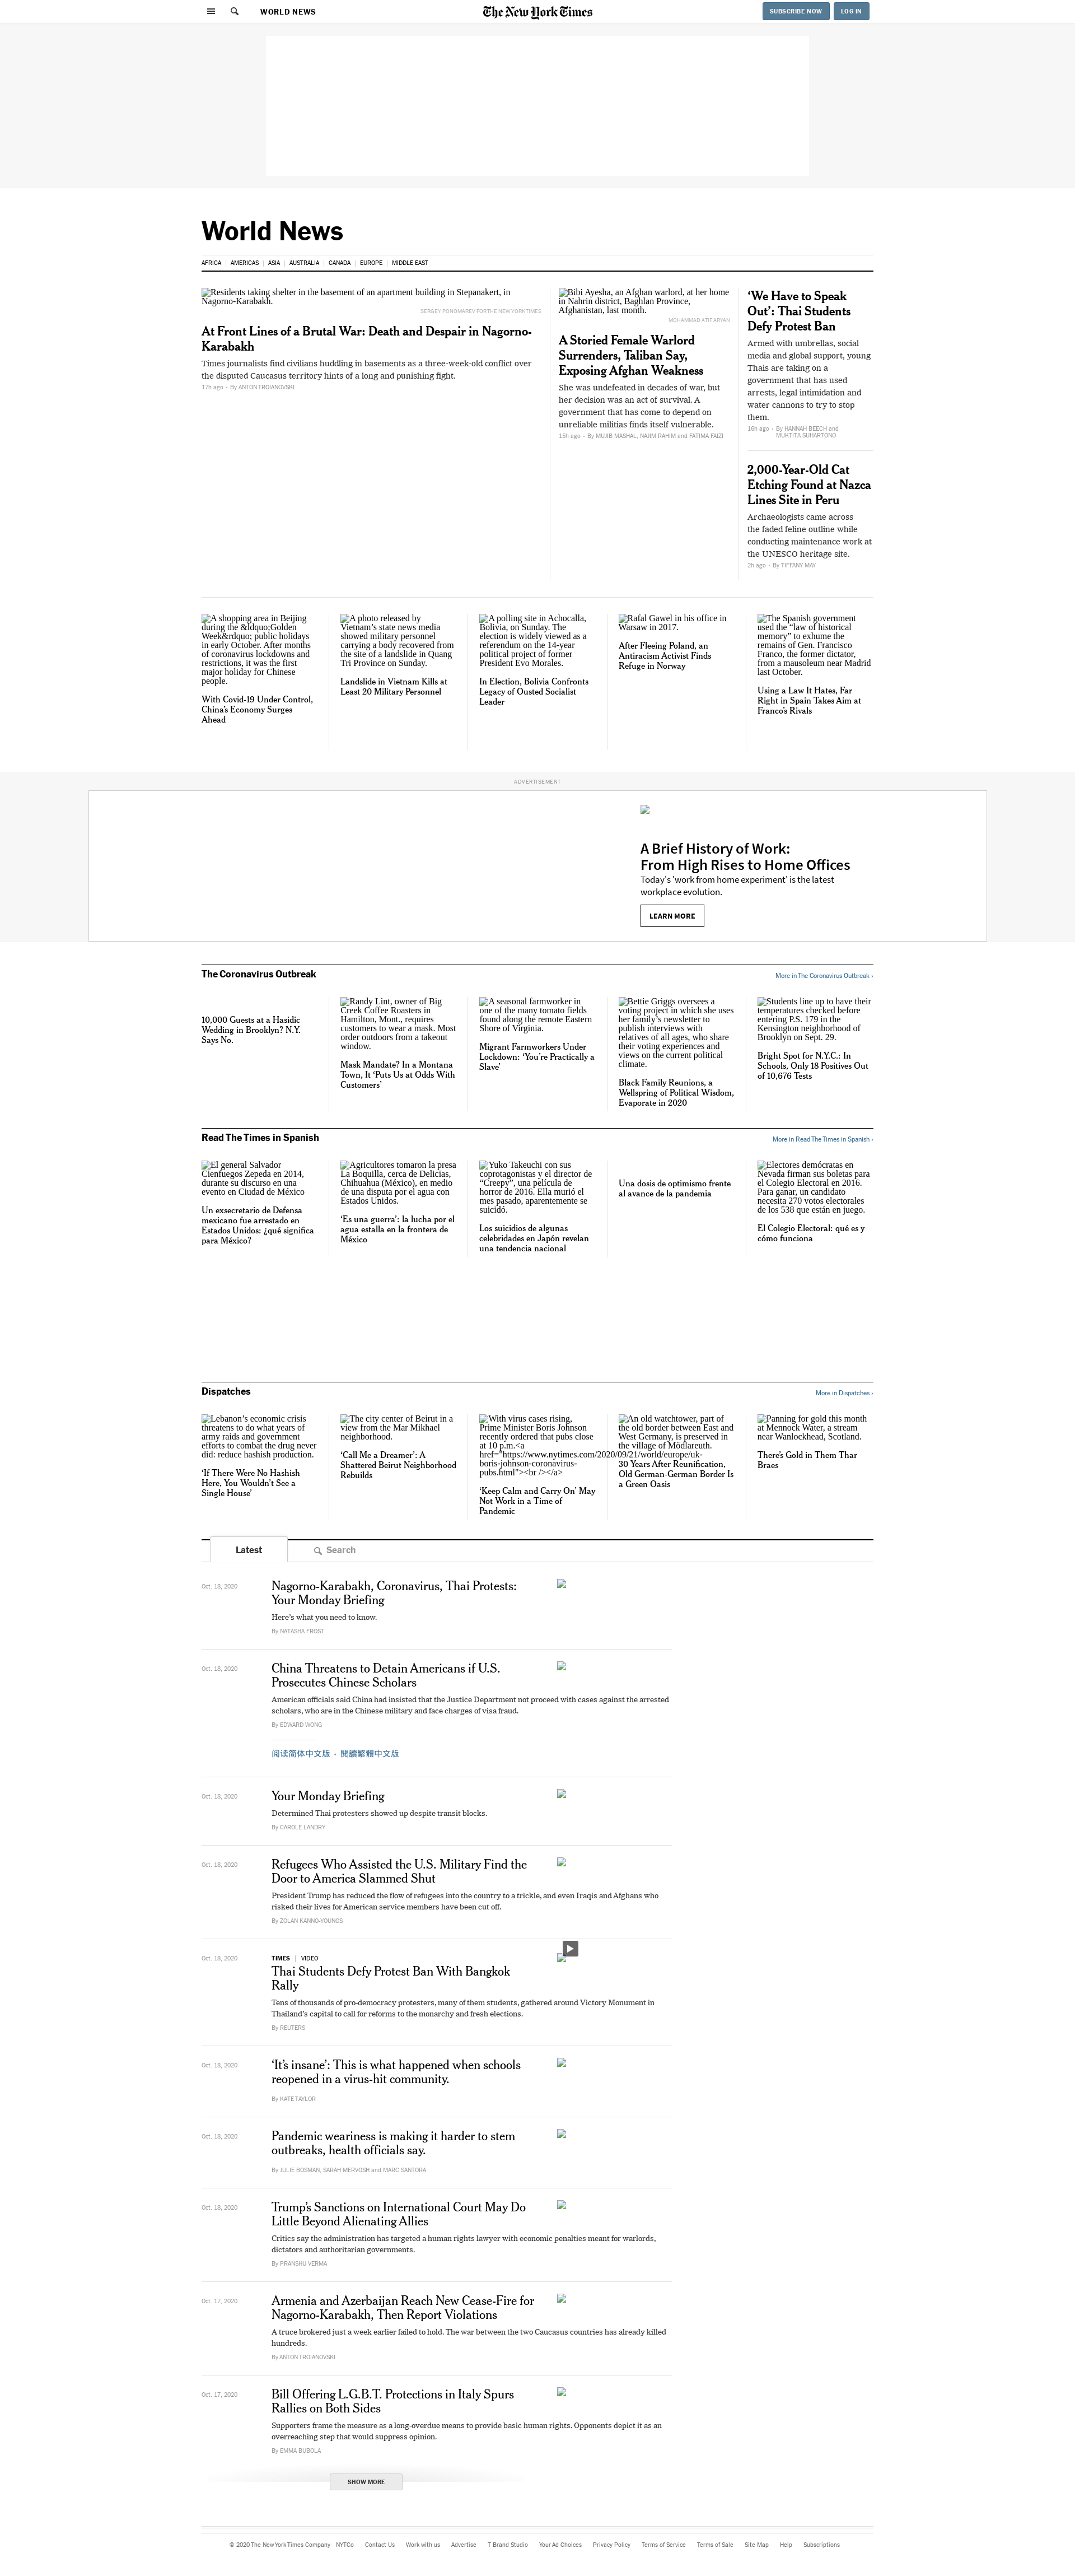 WORLD NEWS
The New York Times
SUBSCRIBE NOW
LOG IN
World News
AFRICA
AMERICAS
ASIA
AUSTRALIA
CANADA
EUROPE
MIDDLE EAST
Residents taking shelter in the basement of an apartment building in Stepanakert, in
Nagorno-Karabakh.
SERGEY PONOMAREV FOR THE NEW YORK TIMES
At Front Lines of a Brutal War: Death and Despair in Nagorno-
Karabakh
Times journalists find civilians huddling in basements as a three-week-old conflict over
the disputed Caucasus territory hints of a long and punishing fight.
17h ago · By ANTON TROIANOVSKI
Bibi Ayesha, an Afghan warlord, at her home
in Nahrin district, Baghlan Province,
Afghanistan, last month.
MOHAMMAD ATIF ARYAN
A Storied Female Warlord
Surrenders, Taliban Say,
Exposing Afghan Weakness
She was undefeated in decades of war, but
her decision was an act of survival. A
government that has come to depend on
unreliable militias finds itself vulnerable.
15h ago · By MUJIB MASHAL, NAJIM RAHIM and FATIMA FAIZI
‘We Have to Speak
Out’: Thai Students
Defy Protest Ban
Armed with umbrellas, social
media and global support, young
Thais are taking on a
government that has used
arrests, legal intimidation and
water cannons to try to stop
them.
16h ago · By HANNAH BEECH and
MUKTITA SUHARTONO
2,000-Year-Old Cat
Etching Found at Nazca
Lines Site in Peru
Archaeologists came across
the faded feline outline while
conducting maintenance work at
the UNESCO heritage site.
2h ago · By TIFFANY MAY
A shopping area in Beijing
during the &ldquo;Golden
Week&rdquo; public holidays
in early October. After months
of coronavirus lockdowns and
restrictions, it was the first
major holiday for Chinese
people.
With Covid-19 Under Control,
China’s Economy Surges
Ahead
A photo released by
Vietnam’s state news media
showed military personnel
carrying a body recovered from
the site of a landslide in Quang
Tri Province on Sunday.
Landslide in Vietnam Kills at
Least 20 Military Personnel
A polling site in Achocalla,
Bolivia, on Sunday. The
election is widely viewed as a
referendum on the 14-year
political project of former
President Evo Morales.
In Election, Bolivia Confronts
Legacy of Ousted Socialist
Leader
Rafal Gawel in his office in
Warsaw in 2017.
After Fleeing Poland, an
Antiracism Activist Finds
Refuge in Norway
The Spanish government
used the “law of historical
memory” to exhume the
remains of Gen. Francisco
Franco, the former dictator,
from a mausoleum near Madrid
last October.
Using a Law It Hates, Far
Right in Spain Takes Aim at
Franco’s Rivals
ADVERTISEMENT
A Brief History of Work:
From High Rises to Home Offices
Today's 'work from home experiment' is the latest
workplace evolution.
LEARN MORE
The Coronavirus Outbreak
More in The Coronavirus Outbreak ›
10,000 Guests at a Hasidic
Wedding in Brooklyn? N.Y.
Says No.
Randy Lint, owner of Big
Creek Coffee Roasters in
Hamilton, Mont., requires
customers to wear a mask. Most
order outdoors from a takeout
window.
Mask Mandate? In a Montana
Town, It ‘Puts Us at Odds With
Customers’
A seasonal farmworker in
one of the many tomato fields
found along the remote Eastern
Shore of Virginia.
Migrant Farmworkers Under
Lockdown: ‘You’re Practically a
Slave’
Bettie Griggs oversees a
voting project in which she uses
her family’s newsletter to
publish interviews with
relatives of all ages, who share
their voting experiences and
views on the current political
climate.
Black Family Reunions, a
Wellspring of Political Wisdom,
Evaporate in 2020
Students line up to have their
temperatures checked before
entering P.S. 179 in the
Kensington neighborhood of
Brooklyn on Sept. 29.
Bright Spot for N.Y.C.: In
Schools, Only 18 Positives Out
of 10,676 Tests
Read The Times in Spanish
More in Read The Times in Spanish ›
El general Salvador
Cienfuegos Zepeda en 2014,
durante su discurso en una
evento en Ciudad de México
Un exsecretario de Defensa
mexicano fue arrestado en
Estados Unidos: ¿qué significa
para México?
Agricultores tomaron la presa
La Boquilla, cerca de Delicias,
Chihuahua (México), en medio
de una disputa por el agua con
Estados Unidos.
‘Es una guerra’: la lucha por el
agua estalla en la frontera de
México
Yuko Takeuchi con sus
coprotagonistas y el director de
“Creepy”, una película de
horror de 2016. Ella murió el
mes pasado, aparentemente se
suicidó.
Los suicidios de algunas
celebridades en Japón revelan
una tendencia nacional
Una dosis de optimismo frente
al avance de la pandemia
Electores demócratas en
Nevada firman sus boletas para
el Colegio Electoral en 2016.
Para ganar, un candidato
necesita 270 votos electorales
de los 538 que están en juego.
El Colegio Electoral: qué es y
cómo funciona
Dispatches
More in Dispatches ›
Lebanon’s economic crisis
threatens to do what years of
army raids and government
efforts to combat the drug never
did: reduce hashish production.
‘If There Were No Hashish
Here, You Wouldn’t See a
Single House’
The city center of Beirut in a
view from the Mar Mikhael
neighborhood.
‘Call Me a Dreamer’: A
Shattered Beirut Neighborhood
Rebuilds
With virus cases rising,
Prime Minister Boris Johnson
recently ordered that pubs close
at 10 p.m.<a
href="https://www.nytimes.com/2020/09/21/world/europe/uk-
boris-johnson-coronavirus-
pubs.html"><br /></a>
‘Keep Calm and Carry On’ May
Not Work in a Time of
Pandemic
An old watchtower, part of
the old border between East and
West Germany, is preserved in
the village of Mödlareuth.
30 Years After Reunification,
Old German-German Border Is
a Green Oasis
Panning for gold this month
at Mennock Water, a stream
near Wanlockhead, Scotland.
There’s Gold in Them Thar
Braes
Latest
Search
Oct. 18, 2020
Nagorno-Karabakh, Coronavirus, Thai Protests:
Your Monday Briefing
Here’s what you need to know.
By NATASHA FROST
Oct. 18, 2020
China Threatens to Detain Americans if U.S.
Prosecutes Chinese Scholars
American officials said China had insisted that the Justice Department not proceed with cases against the arrested
scholars, who are in the Chinese military and face charges of visa fraud.
By EDWARD WONG
阅读简体中文版 · 閱讀繁體中文版
Oct. 18, 2020
Your Monday Briefing
Determined Thai protesters showed up despite transit blocks.
By CAROLE LANDRY
Oct. 18, 2020
Refugees Who Assisted the U.S. Military Find the
Door to America Slammed Shut
President Trump has reduced the flow of refugees into the country to a trickle, and even Iraqis and Afghans who
risked their lives for American service members have been cut off.
By ZOLAN KANNO-YOUNGS
Oct. 18, 2020
TIMES | VIDEO
Thai Students Defy Protest Ban With Bangkok
Rally
Tens of thousands of pro-democracy protesters, many of them students, gathered around Victory Monument in
Thailand’s capital to call for reforms to the monarchy and fresh elections.
By REUTERS
Oct. 18, 2020
‘It’s insane’: This is what happened when schools
reopened in a virus-hit community.
By KATE TAYLOR
Oct. 18, 2020
Pandemic weariness is making it harder to stem
outbreaks, health officials say.
By JULIE BOSMAN, SARAH MERVOSH and MARC SANTORA
Oct. 18, 2020
Trump’s Sanctions on International Court May Do
Little Beyond Alienating Allies
Critics say the administration has targeted a human rights lawyer with economic penalties meant for warlords,
dictators and authoritarian governments.
By PRANSHU VERMA
Oct. 17, 2020
Armenia and Azerbaijan Reach New Cease-Fire for
Nagorno-Karabakh, Then Report Violations
A truce brokered just a week earlier failed to hold. The war between the two Caucasus countries has already killed
hundreds.
By ANTON TROIANOVSKI
Oct. 17, 2020
Bill Offering L.G.B.T. Protections in Italy Spurs
Rallies on Both Sides
Supporters frame the measure as a long-overdue means to provide basic human rights. Opponents depict it as an
overreaching step that would suppress opinion.
By EMMA BUBOLA
SHOW MORE
© 2020 The New York Times Company NYTCo Contact Us Work with us Advertise T Brand Studio Your Ad Choices Privacy Policy Terms of Service Terms of Sale Site Map Help Subscriptions